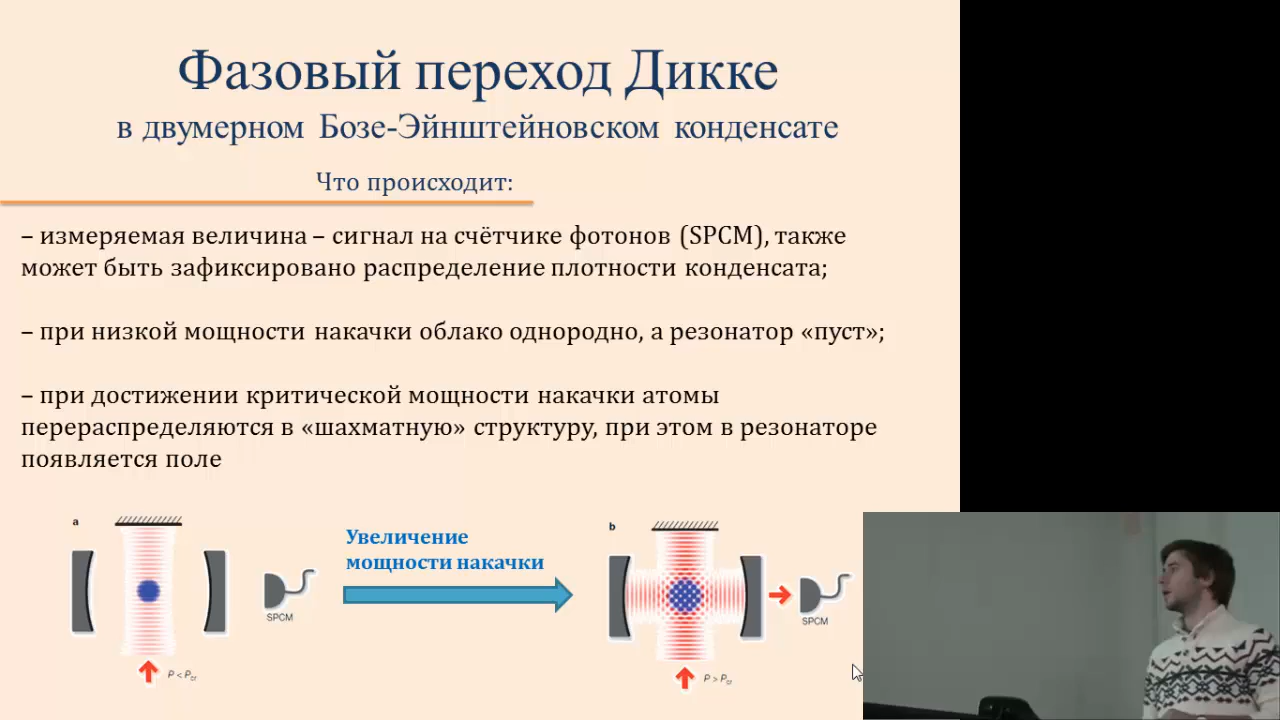 Фазовый переход Дикке
в двумерном Бозе-Эйнштейновском конденсате
Что происходит:
– измеряемая величина – сигнал на счётчике фотонов (SPCM), также
может быть зафиксировано распределение плотности конденсата;
– при низкой мощности накачки облако однородно, а резонатор «пуст»;
– при достижении критической мощности накачки атомы
перераспределяются в «шахматную» структуру, при этом в резонаторе
появляется поле
a
SPCM
P < Pcr
Увеличение
мощности накачки
b
SPCM
P > Pcr